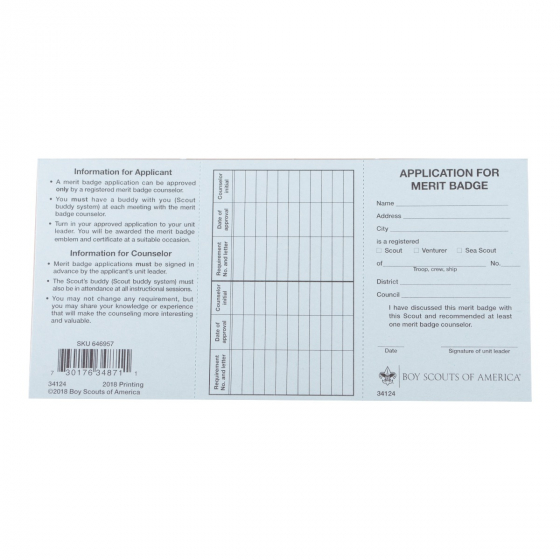 Information for Applicant
• A merit badge application can be approved
only by a registered merit badge counselor.
• You must have a buddy with you (Scout
buddy system) at each meeting with the merit
badge counselor.
• Turn in your approved application to your unit
leader. You will be awarded the merit badge
emblem and certificate at a suitable occasion.
Information for Counselor
• Merit badge applications must be signed in
advance by the applicant's unit leader.
• The Scout's buddy (Scout buddy system) must
also be in attendance at all instructional sessions.
• You may not change any requirement, but
you may share your knowledge or experience
that will make the counseling more interesting
and valuable.
SKU 646957
7 30176 34871 1
34124 2018 Printing
©2018 Boy Scouts of America
Counselor
initial
Date of
approval
Requirement
No. and letter
Counselor
initial
Date of
approval
Requirement
No. and letter
APPLICATION FOR
MERIT BADGE
Name
Address
City
is a registered
Scout Venturer Sea Scout
of No.
Troop, crew, ship
District
Council
I have discussed this merit badge with
this Scout and recommended at least
one merit badge counselor.
Date Signature of unit leader
BOY SCOUTS OF AMERICA®
34124